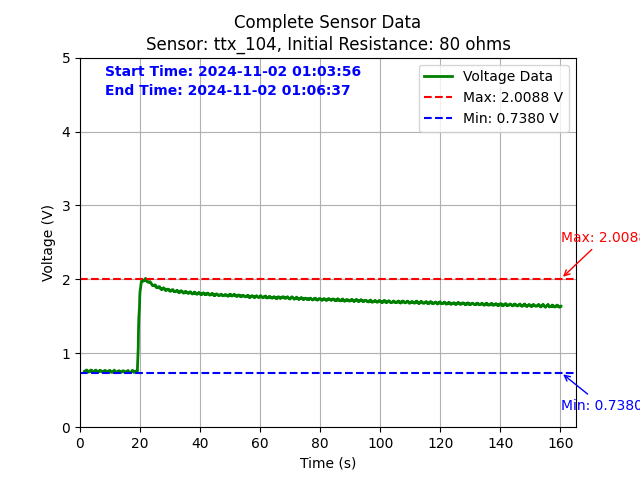 Complete Sensor Data
Sensor: ttx_104, Initial Resistance: 80 ohms
Start Time: 2024-11-02 01:03:56
End Time: 2024-11-02 01:06:37
Voltage Data
Max: 2.0088 V
Min: 0.7380 V
5
4
3
2
1
0
Voltage (V)
Max: 2.0088
Min: 0.7380
0 20 40 60 80 100 120 140 160
Time (s)